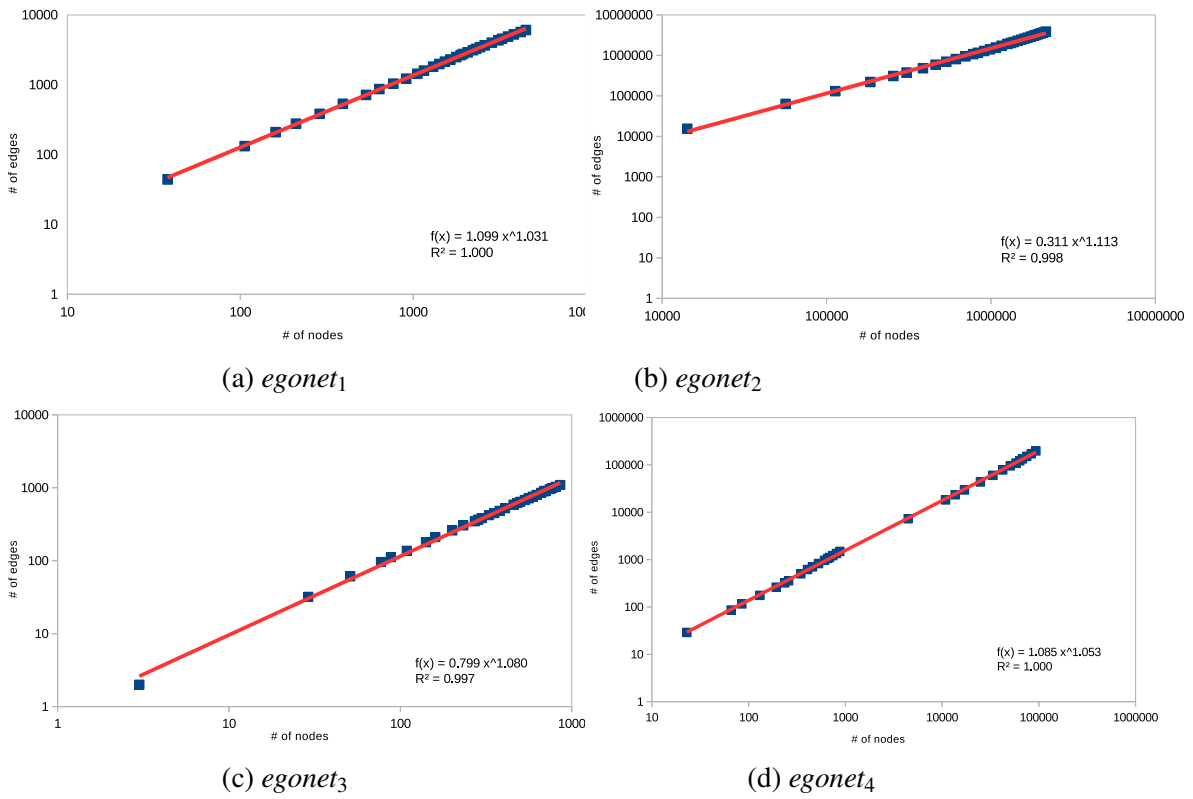 10000
1000
100
10
1
# of edges
10
100
1000
100
# of nodes
f(x) = 1.099 x^1.031
R² = 1.000
(a) egonet₁
10000000
1000000
100000
10000
1000
100
10
1
# of edges
10000
100000
1000000
10000000
# of nodes
f(x) = 0.311 x^1.113
R² = 0.998
(b) egonet₂
10000
1000
100
10
1
# of edges
1
10
100
1000
# of nodes
f(x) = 0.799 x^1.080
R² = 0.997
(c) egonet₃
1000000
100000
10000
1000
100
10
1
# of edges
10
100
1000
10000
100000
1000000
# of nodes
f(x) = 1.085 x^1.053
R² = 1.000
(d) egonet₄